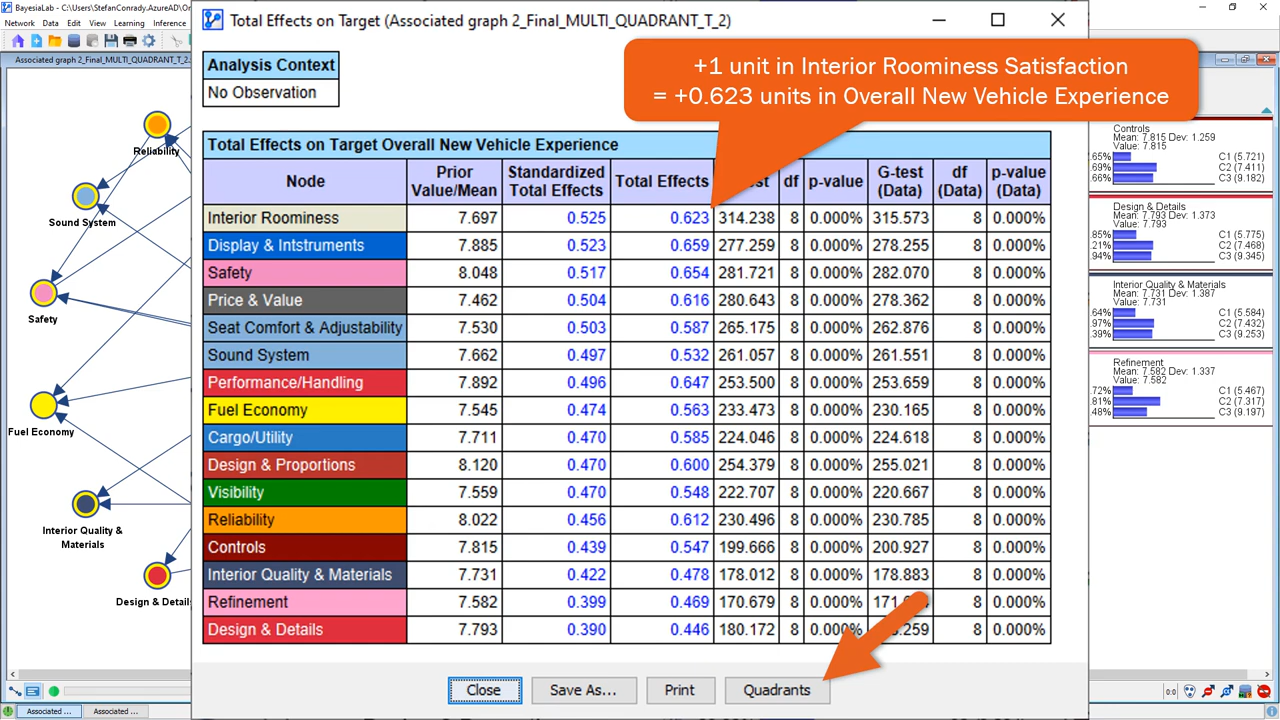 BayesiaLab - C:\Users\StefanConrady.AzureAD\
Network Data Edit View Learning Inference
Associated graph 2_Final_MULTI_QUADRANT_T_2
Total Effects on Target (Associated graph 2_Final_MULTI_QUADRANT_T_2)
+1 unit in Interior Roominess Satisfaction
= +0.623 units in Overall New Vehicle Experience
Analysis Context
No Observation
Total Effects on Target Overall New Vehicle Experience
Node Prior Value/Mean Standardized Total Effects Total Effects df p-value G-test (Data) df (Data) p-value (Data)
Interior Roominess 7.697 0.525 0.623 314.238 8 0.000% 315.573 8 0.000%
Display & Intstruments 7.885 0.523 0.659 277.259 8 0.000% 278.255 8 0.000%
Safety 8.048 0.517 0.654 281.721 8 0.000% 282.070 8 0.000%
Price & Value 7.462 0.504 0.616 280.643 8 0.000% 278.362 8 0.000%
Seat Comfort & Adjustability 7.530 0.503 0.587 265.175 8 0.000% 262.876 8 0.000%
Sound System 7.662 0.497 0.532 261.057 8 0.000% 261.551 8 0.000%
Performance/Handling 7.892 0.496 0.647 253.500 8 0.000% 253.659 8 0.000%
Fuel Economy 7.545 0.474 0.563 233.473 8 0.000% 230.165 8 0.000%
Cargo/Utility 7.711 0.470 0.585 224.046 8 0.000% 224.618 8 0.000%
Design & Proportions 8.120 0.470 0.600 254.379 8 0.000% 255.021 8 0.000%
Visibility 7.559 0.470 0.548 222.707 8 0.000% 220.667 8 0.000%
Reliability 8.022 0.456 0.612 230.496 8 0.000% 230.785 8 0.000%
Controls 7.815 0.439 0.547 199.666 8 0.000% 200.927 8 0.000%
Interior Quality & Materials 7.731 0.422 0.478 178.012 8 0.000% 178.883 8 0.000%
Refinement 7.582 0.399 0.469 170.679 8 0.000% 8 0.000%
Design & Details 7.793 0.390 0.446 180.172 8 0.000% 8 0.000%
Close Save As... Print Quadrants
Reliability
Sound System
Safety
Fuel Economy
Interior Quality &
Materials
Design & Details
Controls
Mean: 7.815 Dev: 1.259
Value: 7.815
.65% C1 (5.721)
.69% C2 (7.411)
.66% C3 (9.182)
Design & Details
Mean: 7.793 Dev: 1.373
Value: 7.793
.85% C1 (5.775)
.21% C2 (7.468)
.94% C3 (9.345)
Interior Quality & Materials
Mean: 7.731 Dev: 1.387
Value: 7.731
.64% C1 (5.584)
.97% C2 (7.432)
.39% C3 (9.253)
Refinement
Mean: 7.582 Dev: 1.337
Value: 7.582
.72% C1 (5.467)
.81% C2 (7.317)
.48% C3 (9.197)
Associated ... Associated ...